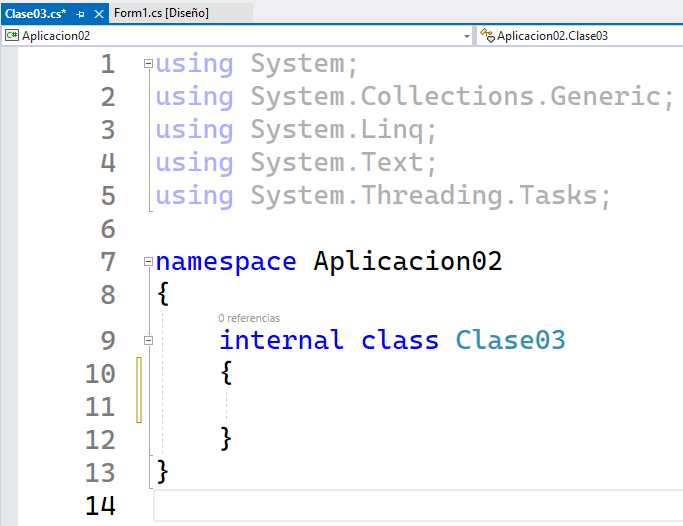 Clase03.cs*
Form1.cs [Diseño]
C# Aplicacion02
Aplicacion02.Clase03
1 using System;
2 using System.Collections.Generic;
3 using System.Linq;
4 using System.Text;
5 using System.Threading.Tasks;
6
7 namespace Aplicacion02
8 {
0 referencias
9 internal class Clase03
10 {
11
12 }
13 }
14